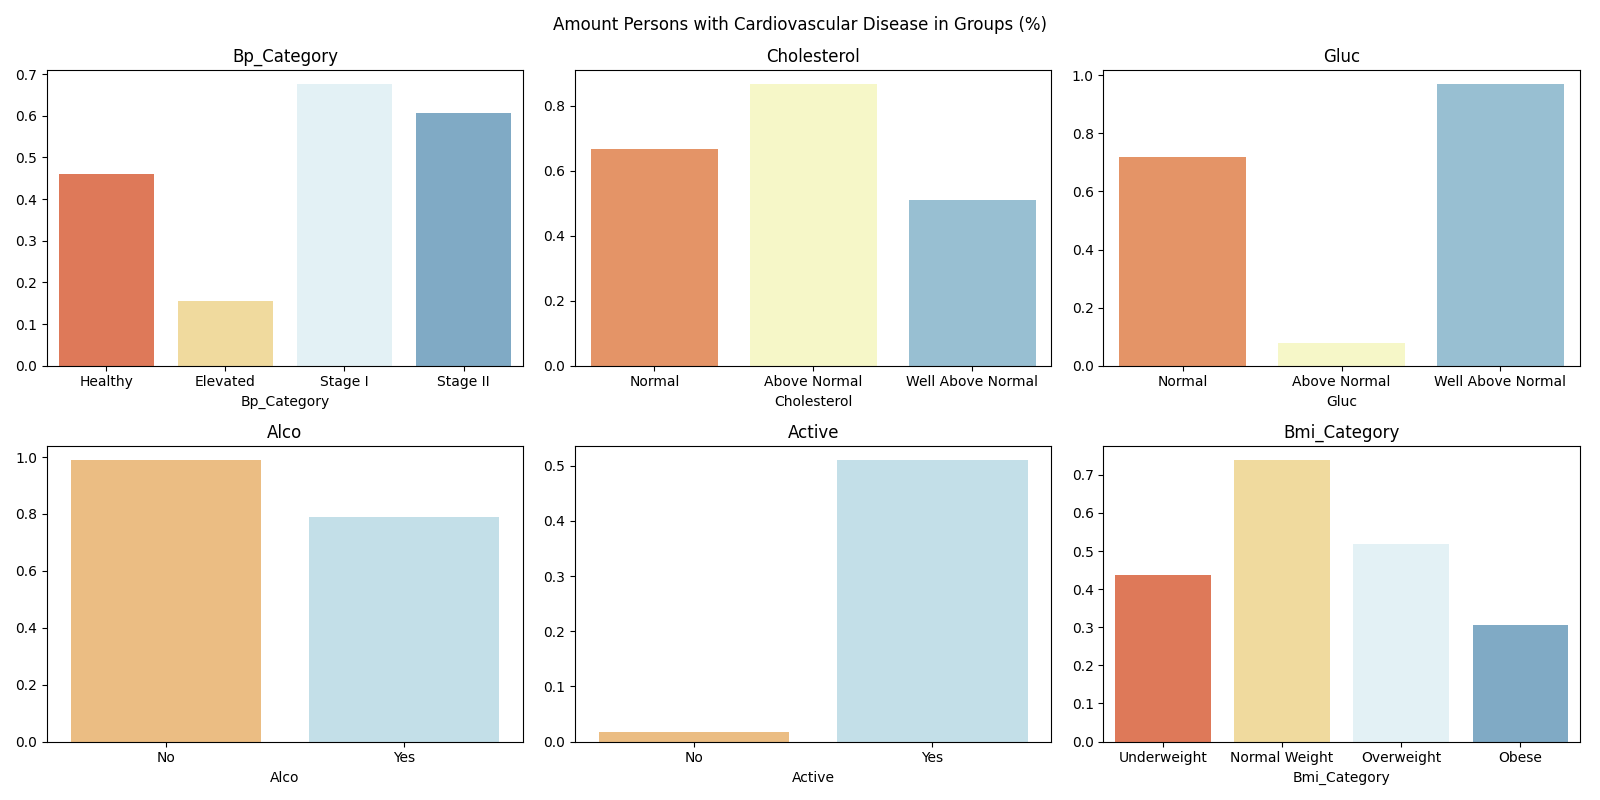 Amount Persons with Cardiovascular Disease in Groups (%)
Bp_Category
0.7
0.6
0.5
0.4
0.3
0.2
0.1
0.0
Healthy Elevated Stage I Stage II
Bp_Category
Cholesterol
0.8
0.6
0.4
0.2
0.0
Normal Above Normal Well Above Normal
Cholesterol
Gluc
1.0
0.8
0.6
0.4
0.2
0.0
Normal Above Normal Well Above Normal
Gluc
Alco
1.0
0.8
0.6
0.4
0.2
0.0
No Yes
Alco
Active
0.5
0.4
0.3
0.2
0.1
0.0
No Yes
Active
Bmi_Category
0.7
0.6
0.5
0.4
0.3
0.2
0.1
0.0
Underweight Normal Weight Overweight Obese
Bmi_Category